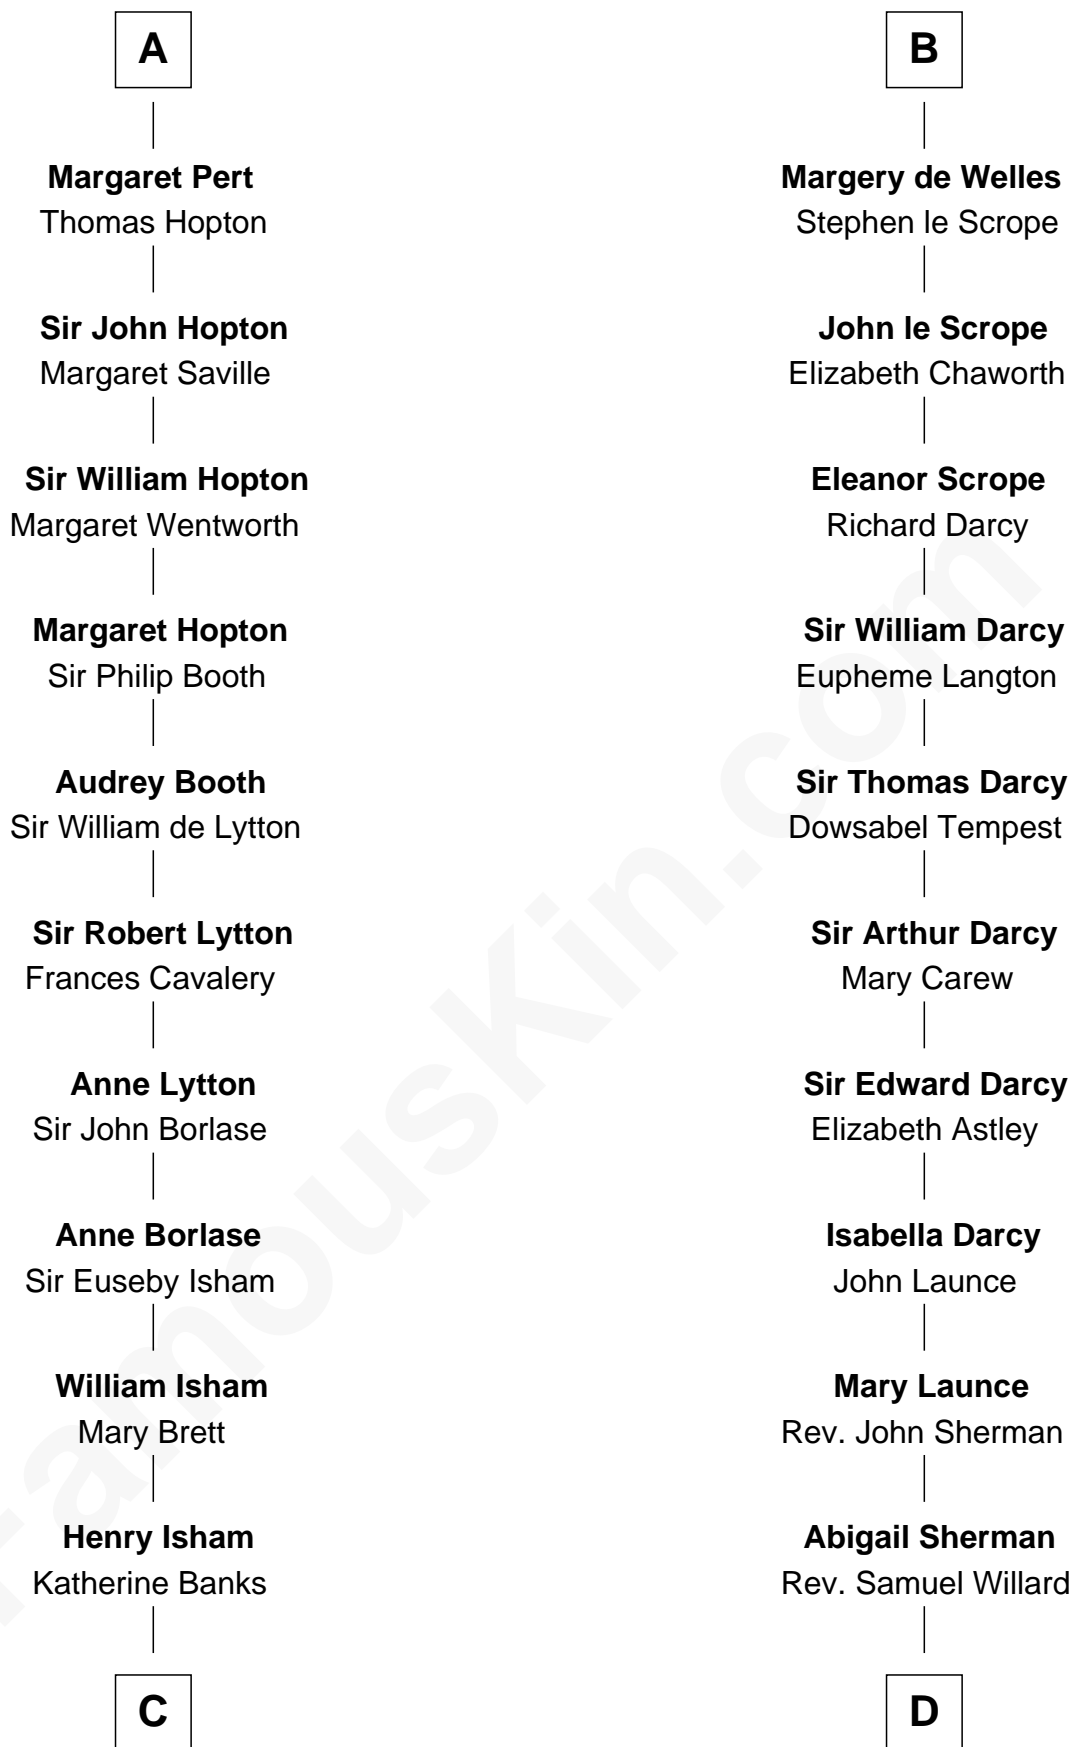 A
Margaret Pert
Thomas Hopton
Sir John Hopton
Margaret Saville
Sir William Hopton
Margaret Wentworth
Margaret Hopton
Sir Philip Booth
Audrey Booth
Sir William de Lytton
Sir Robert Lytton
Frances Cavalery
Anne Lytton
Sir John Borlase
Anne Borlase
Sir Euseby Isham
William Isham
Mary Brett
Henry Isham
Katherine Banks
C
B
Margery de Welles
Stephen le Scrope
John le Scrope
Elizabeth Chaworth
Eleanor Scrope
Richard Darcy
Sir William Darcy
Eupheme Langton
Sir Thomas Darcy
Dowsabel Tempest
Sir Arthur Darcy
Mary Carew
Sir Edward Darcy
Elizabeth Astley
Isabella Darcy
John Launce
Mary Launce
Rev. John Sherman
Abigail Sherman
Rev. Samuel Willard
D
FamousKin.com